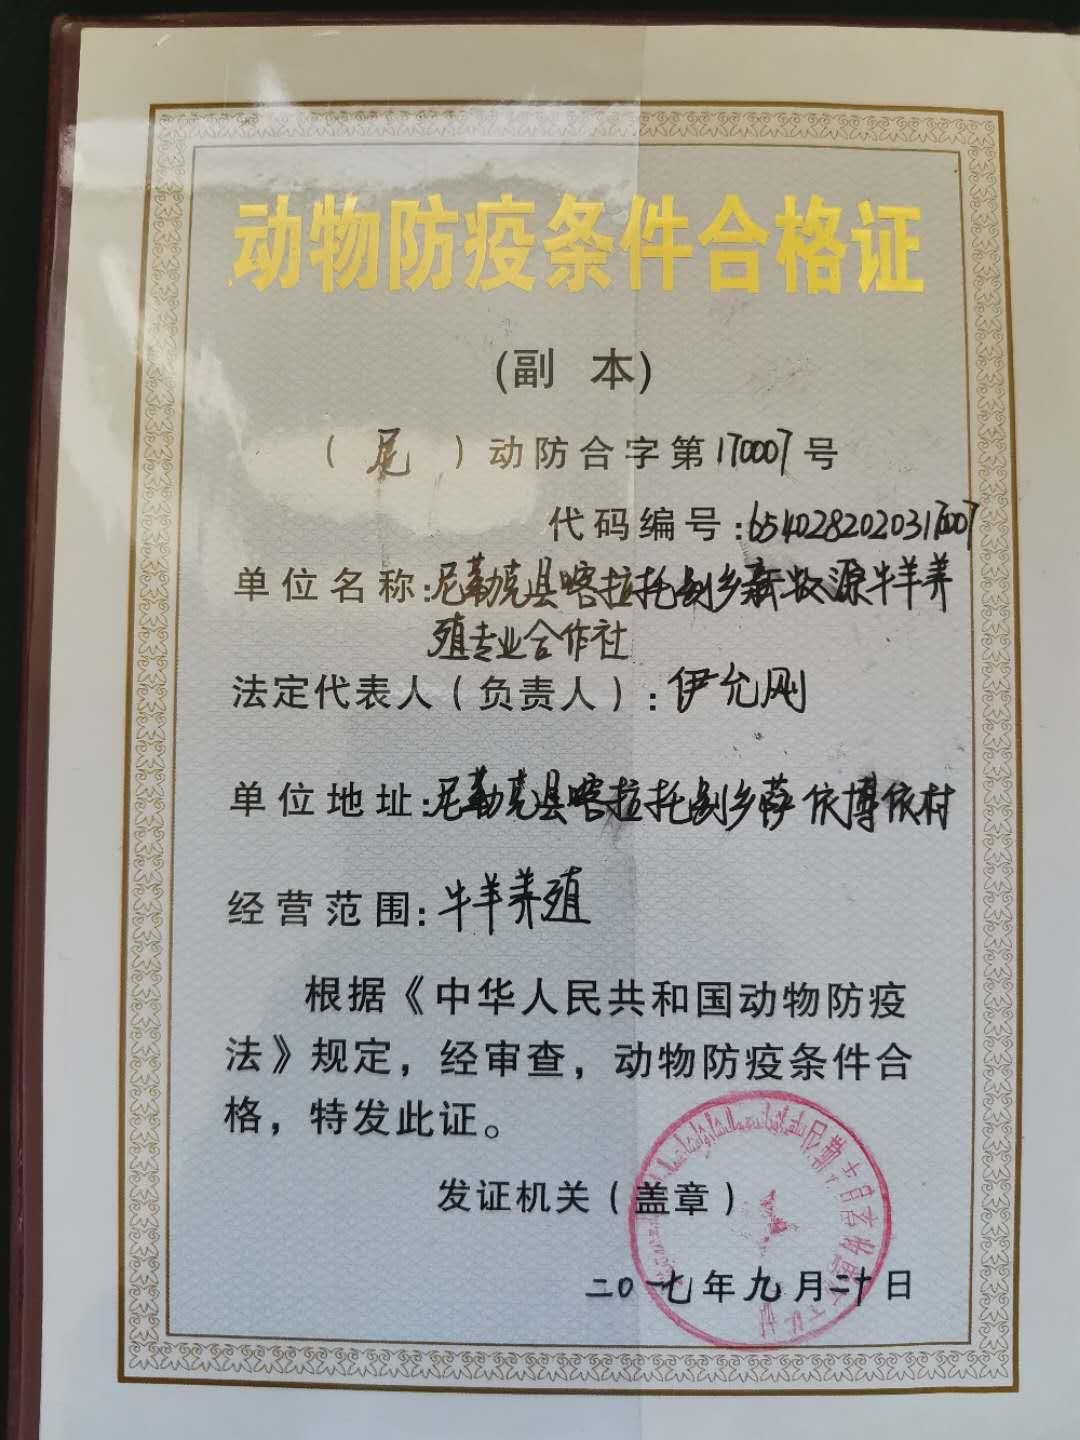 动物防疫条件合格证
(副 本)
（尼）动防合字第170007号
代码编号:6540282020317007
单位名称:尼勒克县喀拉托别乡新牧源牛羊养
殖专业合作社
法定代表人（负责人）:伊允刚
单位地址:尼勒克县喀拉托别乡萨依博依村
经营范围:牛羊养殖
根据《中华人民共和国动物防疫
法》规定，经审查，动物防疫条件合
格，特发此证。
发证机关（盖章）
二〇一七年九月二十日